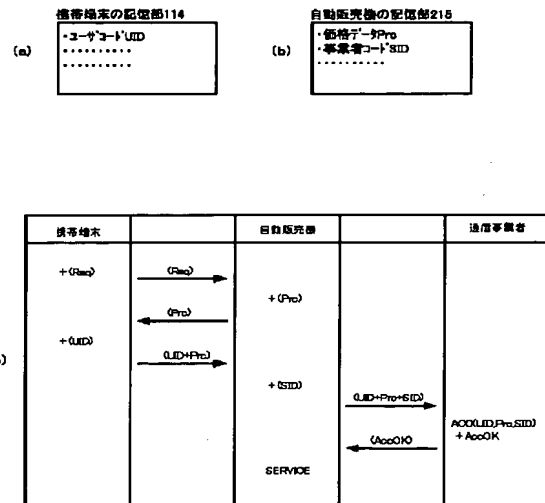 携帯端末の記憶部114
自動販売機の記憶部215
(a)
・ユーザコードUID
・・・・・・・・・・
・・・・・・・・・・
(b)
・価格データPro
・事業者コードSID
・・・・・・・・・・
携帯端末
自動販売機
通信事業者
+(Req)
(Req)
+(Pro)
(Pro)
+(UID)
(UID+Pro)
+(SID)
(UID+Pro+SID)
ACO(UID,Pro,SID)
+AccOK
(AccOK)
SERVICE